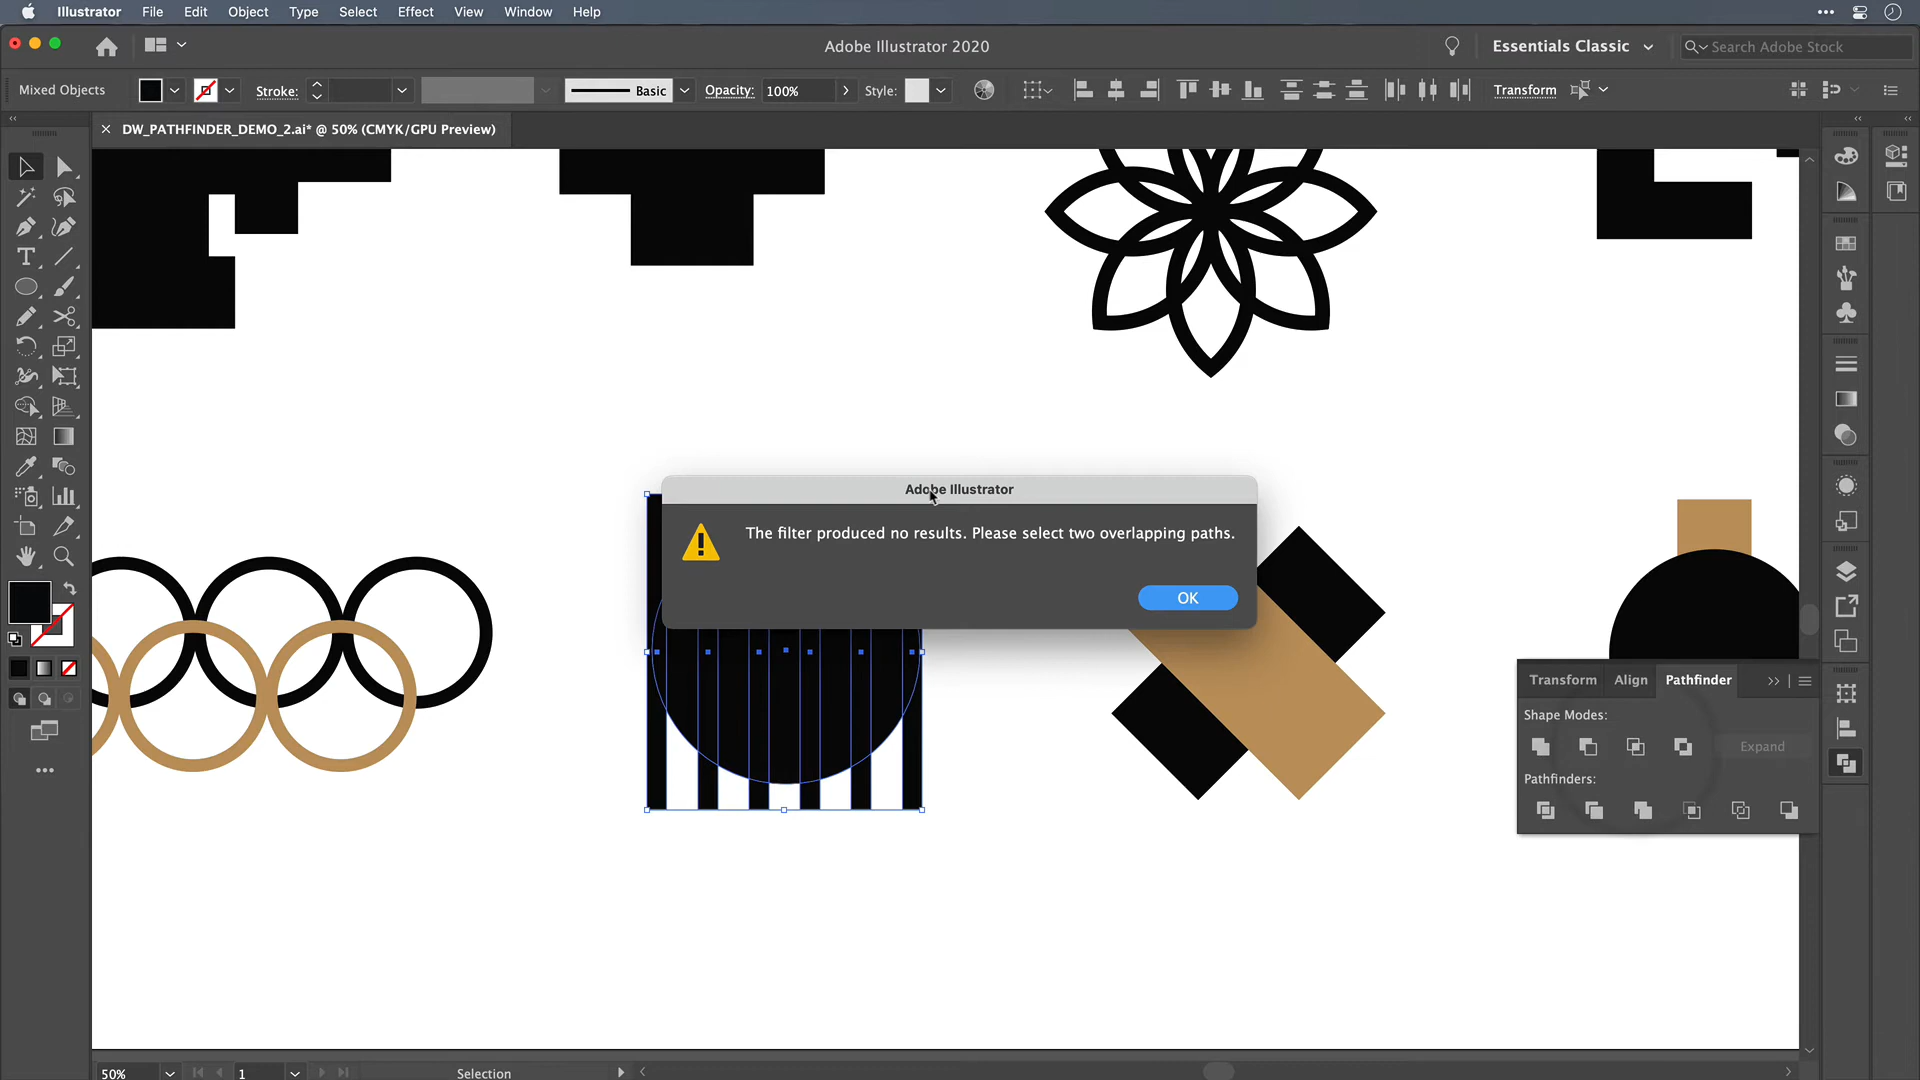 Illustrator File Edit Object Type Select Effect View Window Help
Adobe Illustrator 2020
Essentials Classic
Search Adobe Stock
Mixed Objects
Stroke:
Basic
Opacity: 100%
Style:
Transform
DW_PATHFINDER_DEMO_2.ai* @ 50% (CMYK/GPU Preview)
Adobe Illustrator
The filter produced no results. Please select two overlapping paths.
OK
Transform Align Pathfinder
Shape Modes:
Expand
Pathfinders:
50% 1 Selection